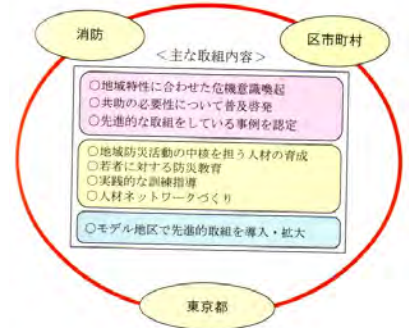 消防
区市町村
＜主な取組内容＞
○地域特性に合わせた危機意識喚起
○共助の必要性について普及啓発
○先進的な取組をしている事例を認定
○地域防災活動の中核を担う人材の育成
○若者に対する防災教育
○実践的な訓練指導
○人材ネットワークづくり
○モデル地区で先進的取組を導入・拡大
東京都